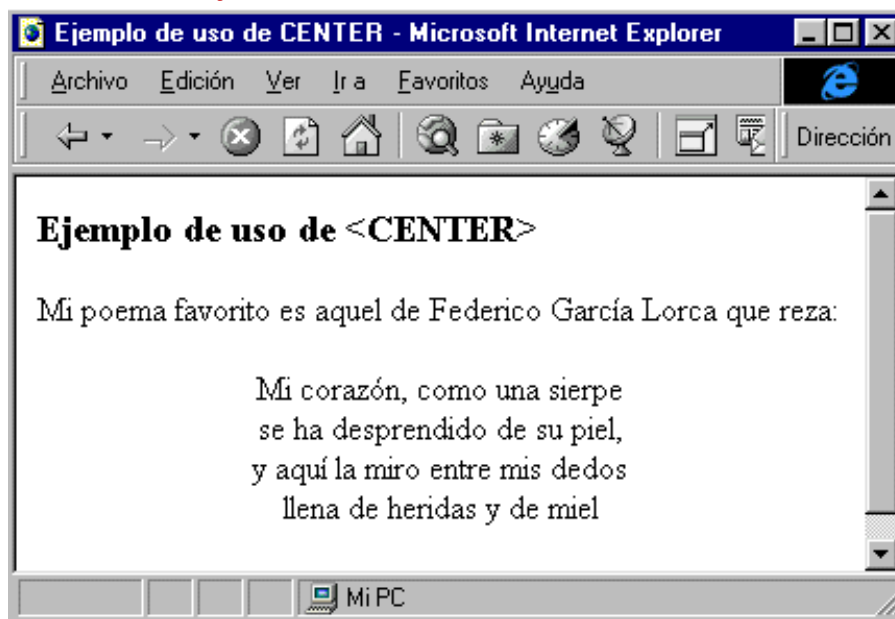 Ejemplo de uso de CENTER - Microsoft Internet Explorer
Archivo Edición Ver Ir a Favoritos Ayuda
Dirección
Ejemplo de uso de <CENTER>
Mi poema favorito es aquel de Federico García Lorca que reza:
Mi corazón, como una sierpe
se ha desprendido de su piel,
y aquí la miro entre mis dedos
llena de heridas y de miel
Mi PC